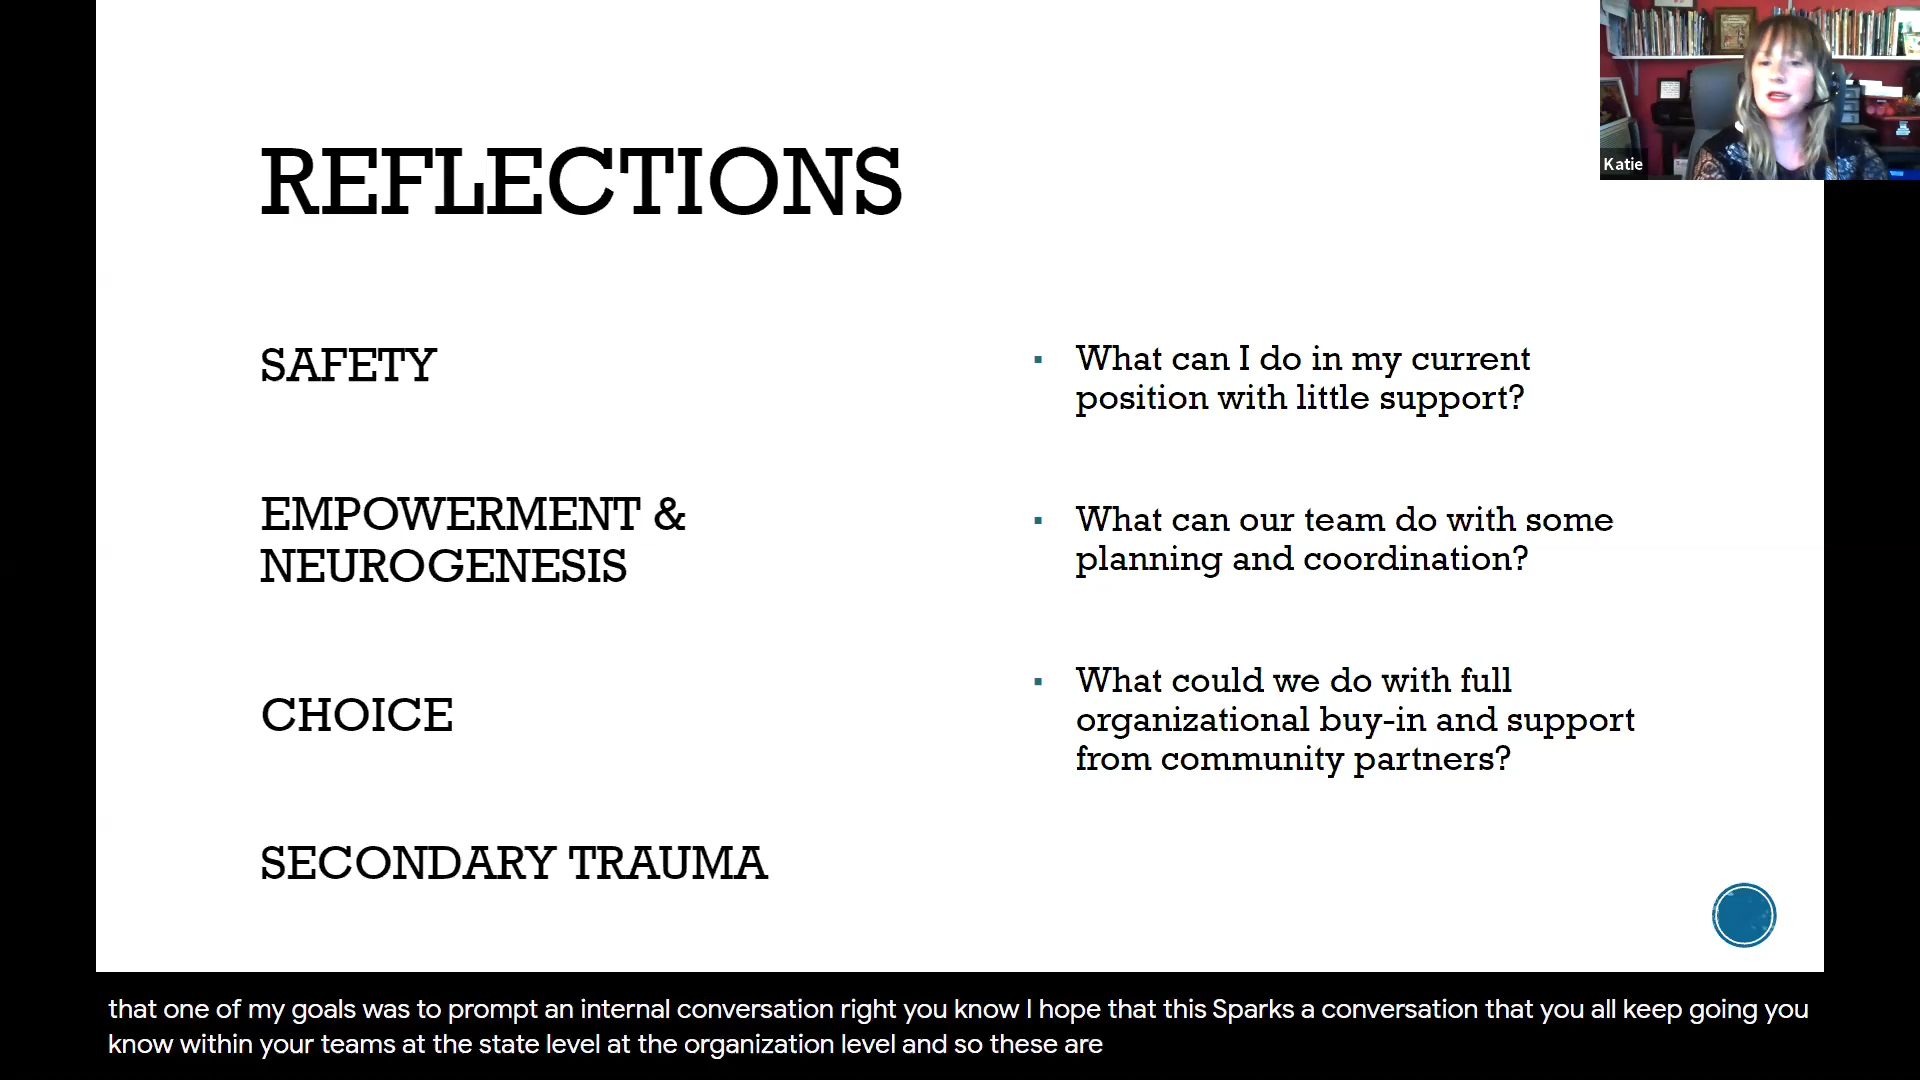 REFLECTIONS
SAFETY
EMPOWERMENT &
NEUROGENESIS
CHOICE
SECONDARY TRAUMA
What can I do in my current
position with little support?
What can our team do with some
planning and coordination?
What could we do with full
organizational buy-in and support
from community partners?
Katie
that one of my goals was to prompt an internal conversation right you know I hope that this Sparks a conversation that you all keep going you
know within your teams at the state level at the organization level and so these are